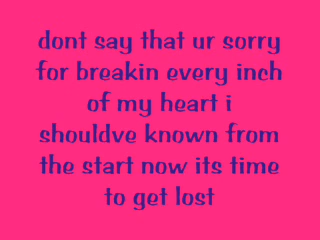 dont say that ur sorry
for breakin every inch
of my heart i
shouldve known from
the start now its time
to get lost